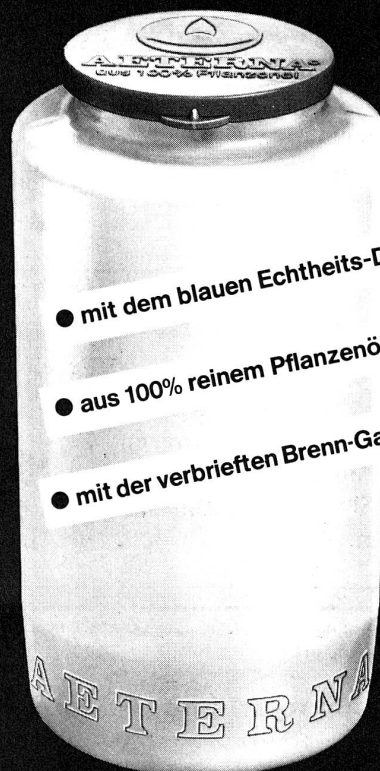 AETERNA®
aus 100% Pflanzenöl
● mit dem blauen Echtheits-D
● aus 100% reinem Pflanzenö
● mit der verbrieften Brenn-Ga
AETERNA